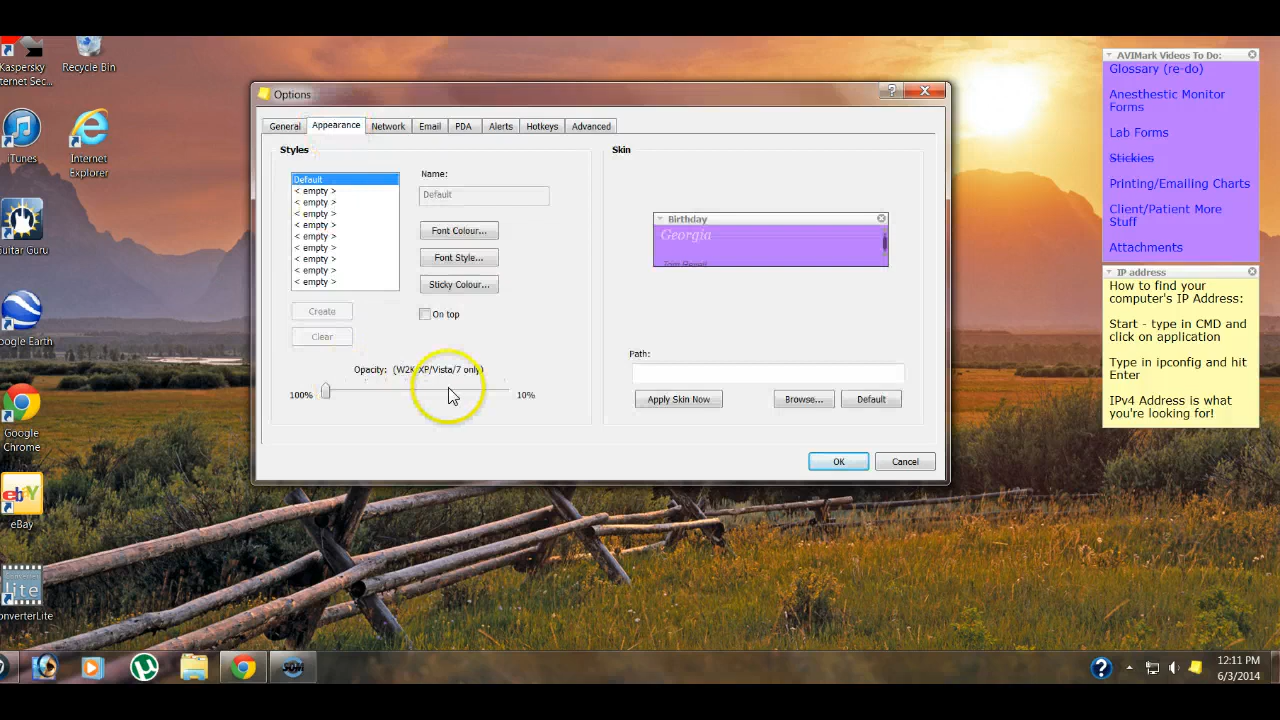 Kaspersky
nternet Sec...
Recycle Bin
iTunes
Internet
Explorer
Guitar Guru
oogle Earth
Google
Chrome
ebY
eBay
lite
onverterLite
Options
General
Appearance
Network
Email
PDA
Alerts
Hotkeys
Advanced
Styles
Default
< empty >
< empty >
< empty >
< empty >
< empty >
< empty >
< empty >
< empty >
< empty >
Create
Clear
Name:
Default
Font Colour...
Font Style...
Sticky Colour...
On top
Opacity: (W2K/XP/Vista/7 only)
100%
10%
Skin
Birthday
Georgia
Path:
Apply Skin Now
Browse...
Default
OK
Cancel
AVIMark Videos To Do:
Glossary (re-do)
Anesthestic Monitor
Forms
Lab Forms
Stickies
Printing/Emailing Charts
Client/Patient More
Stuff
Attachments
IP address
How to find your
computer's IP Address:
Start - type in CMD and
click on application
Type in ipconfig and hit
Enter
IPv4 Address is what
you're looking for!
12:11 PM
6/3/2014